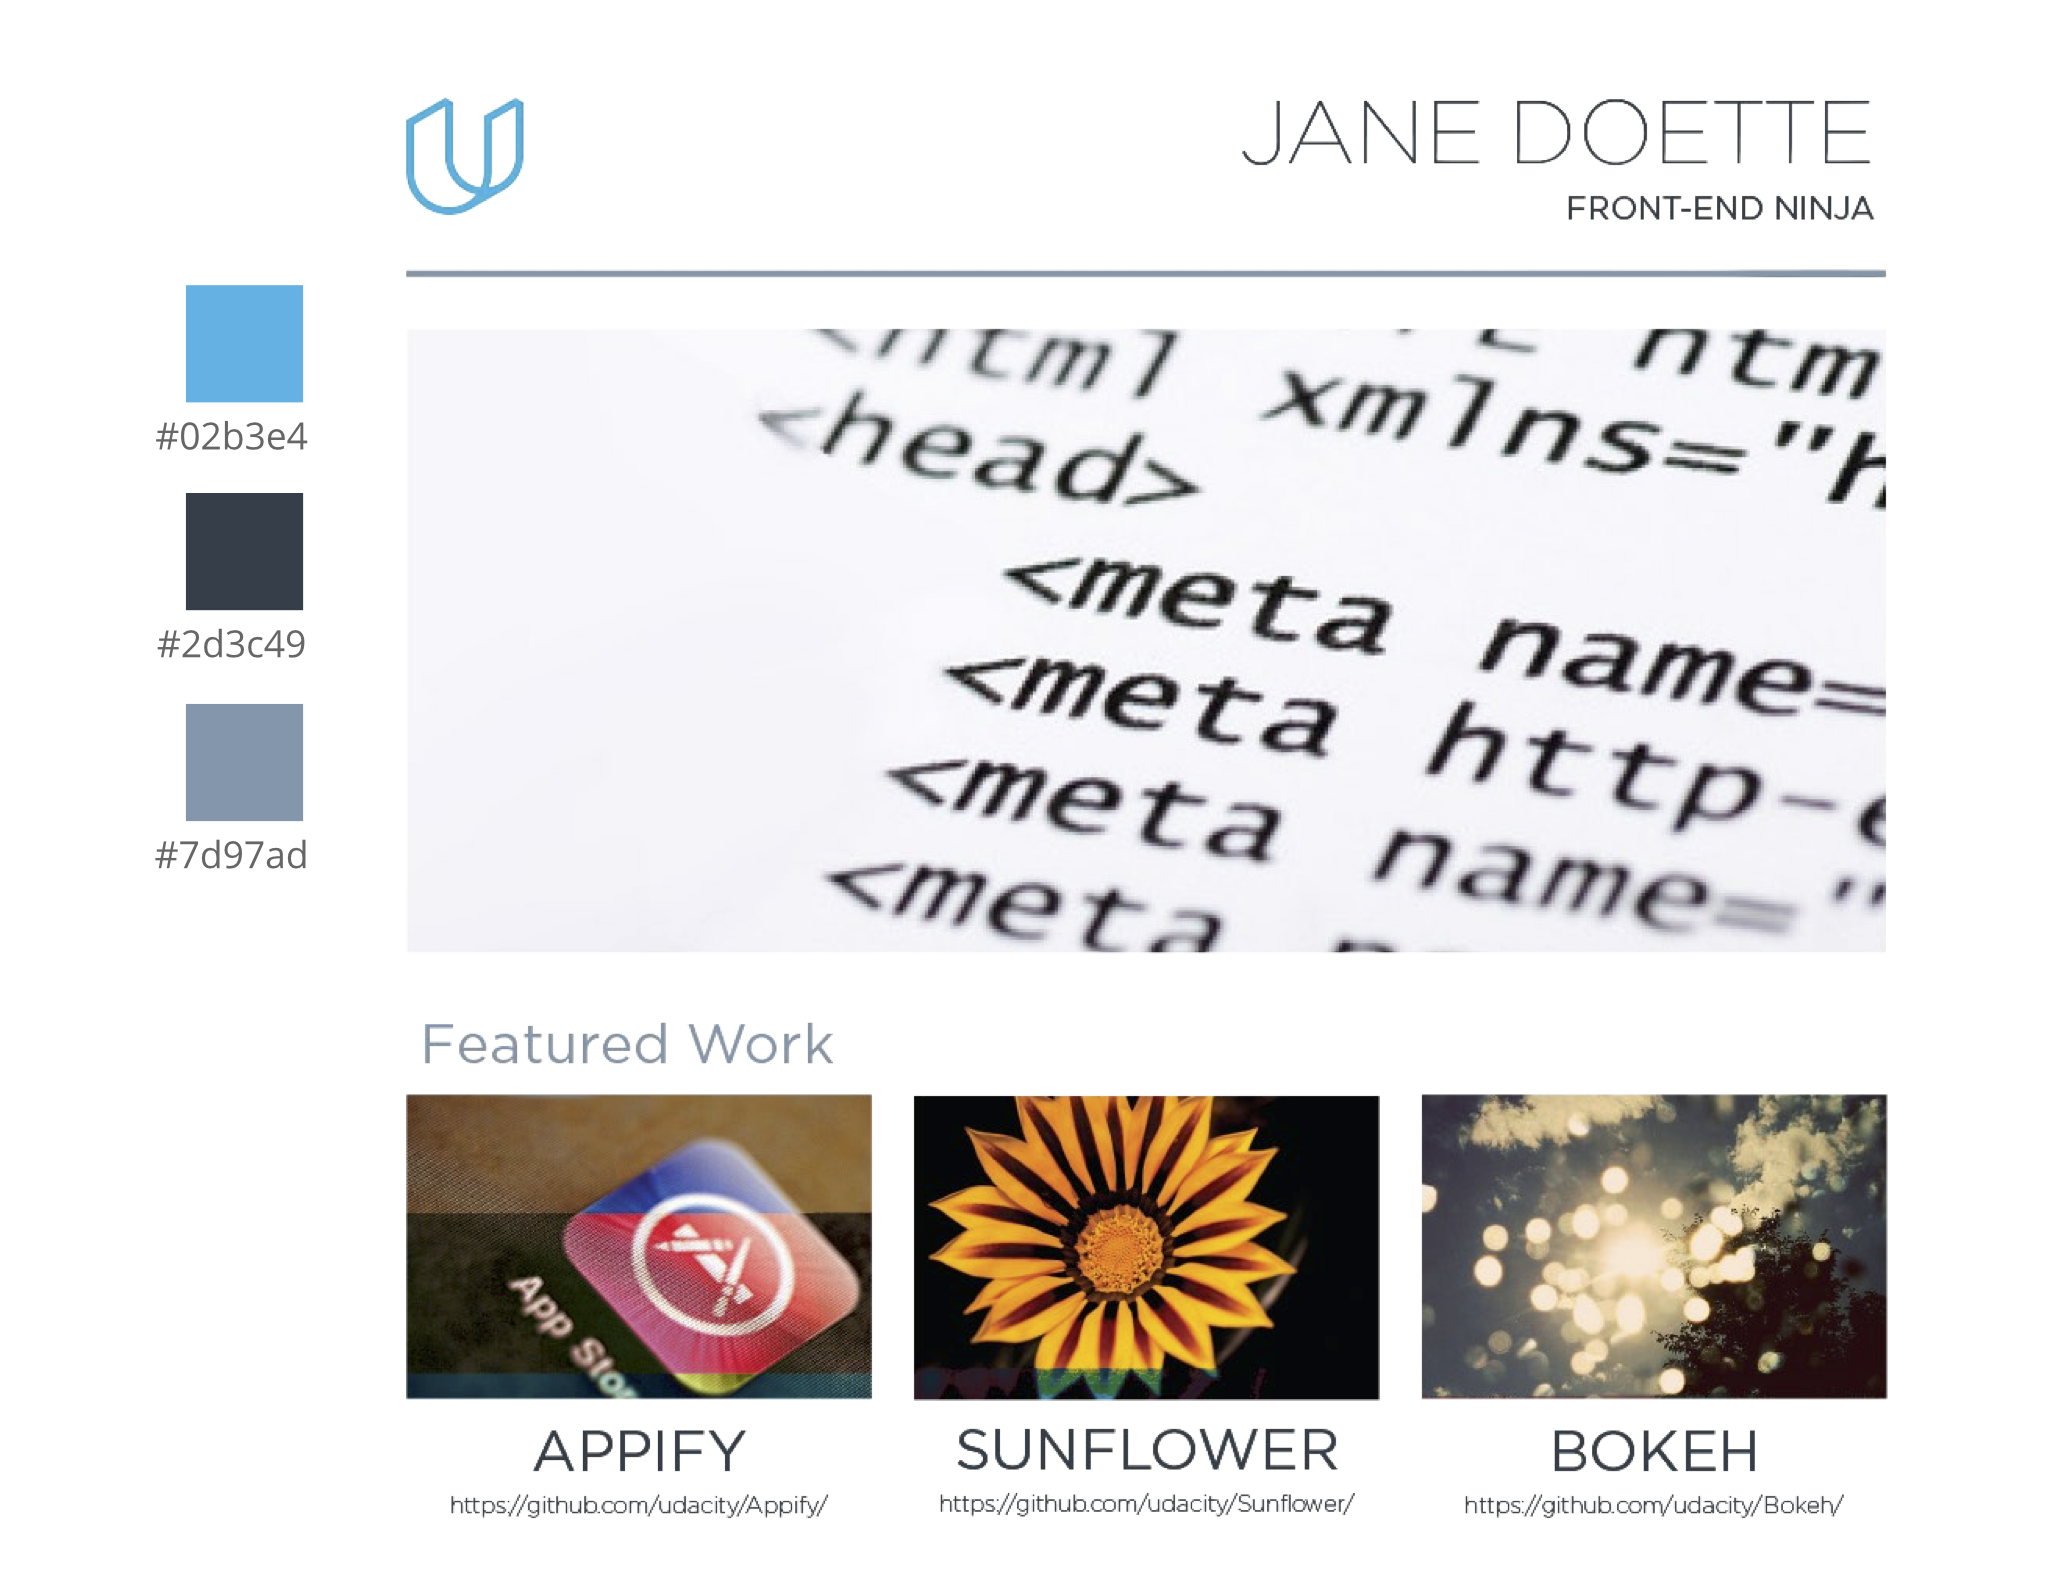 JANE DOETTE
FRONT-END NINJA
#02b3e4
#2d3c49
#7d97ad
<html xmlns="h
<head>
<meta name=
<meta http-e
<meta name="
<meta
Featured Work
App Stor
APPIFY
https://github.com/udacity/Appify/
SUNFLOWER
https://github.com/udacity/Sunflower/
BOKEH
https://github.com/udacity/Bokeh/